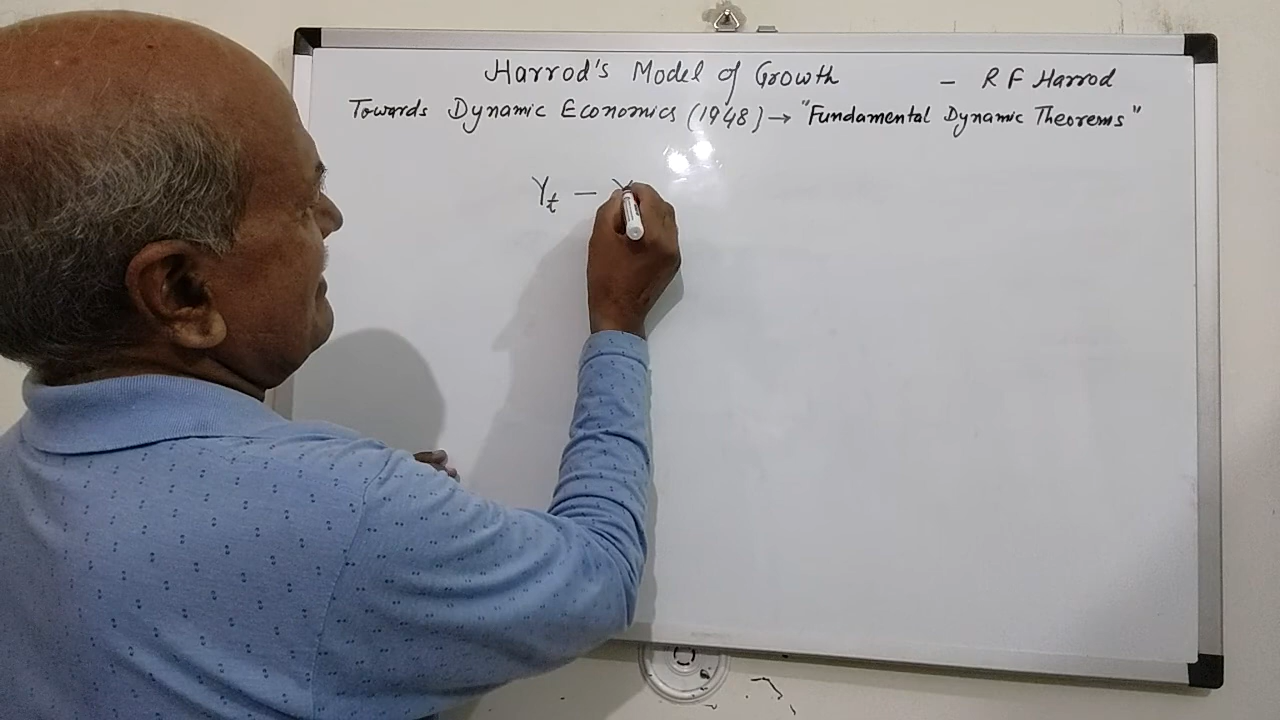 Harrod's Model of Growth - R F Harrod
Towards Dynamic Economics (1948) → "Fundamental Dynamic Theorems"
Yt - Y